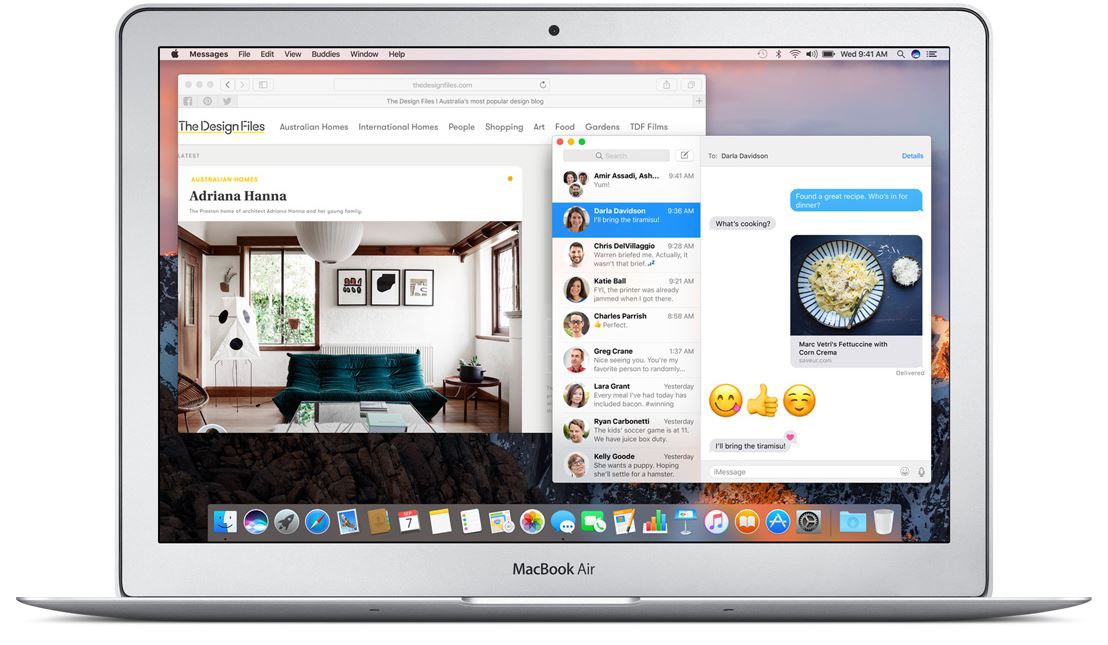 Messages File Edit View Buddies Window Help
Wed 9:41 AM
thedesignfiles.com
The Design Files | Australia's most popular design blog
The Design Files
Australian Homes International Homes People Shopping Art Food Gardens TDF Films
LATEST
AUSTRALIAN HOMES
Adriana Hanna
The Preston home of architect Adriana Hanna and her young family.
Search
Amir Assadi, Ash... 9:41 AM
Yum!
Darla Davidson 9:36 AM
I'll bring the tiramisu!
Chris DelVillaggio 9:28 AM
Warren briefed me. Actually, it
wasn't that brief. 💤
Katie Ball 9:21 AM
FYI, the printer was already
jammed when I got there.
Charles Parrish 8:58 AM
👍 Perfect.
Greg Crane 1:37 AM
Nice seeing you. You're my
favorite person to randomly...
Lara Grant Yesterday
Every meal I've had today has
included bacon. #winning
Ryan Carbonetti Yesterday
The kids' soccer game is at 11.
We have juice box duty.
Kelly Goode Yesterday
She wants a puppy. Hoping
she'll settle for a hamster.
To: Darla Davidson Details
Found a great recipe. Who's in for
dinner?
What's cooking?
Marc Vetri's Fettuccine with
Corn Crema
saveur.com
Delivered
😋👍☺️
I'll bring the tiramisu!
iMessage
SEP
7
MacBook Air